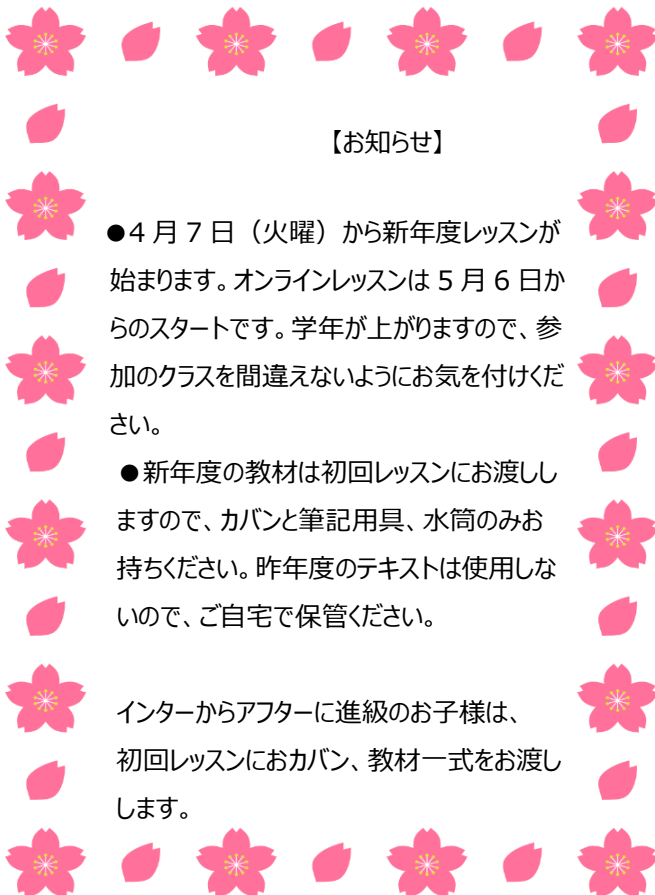 【お知らせ】
●4月7日（火曜）から新年度レッスンが
始まります。オンラインレッスンは5月6日か
らのスタートです。学年が上がりますので、参
加のクラスを間違えないようにお気を付けくだ
さい。
●新年度の教材は初回レッスンにお渡しし
ますので、カバンと筆記用具、水筒のみお
持ちください。昨年度のテキストは使用しな
いので、ご自宅で保管ください。
インターからアフターに進級のお子様は、
初回レッスンにおカバン、教材一式をお渡し
します。